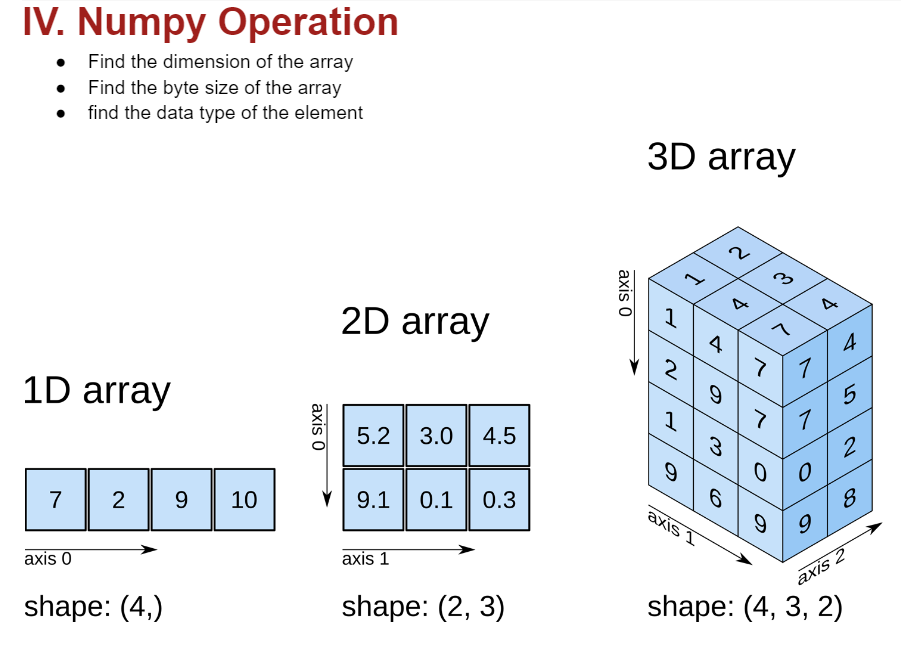 IV. Numpy Operation
● Find the dimension of the array
● Find the byte size of the array
● find the data type of the element
1D array
7 2 9 10
axis 0
shape: (4,)
2D array
axis 0
5.2 3.0 4.5
9.1 0.1 0.3
axis 1
shape: (2, 3)
3D array
axis 0
2
1 3
4 4
7
1 4 7 7 4
2 9 7 7 5
1 3 0 0 2
9 6 9 9 8
axis 1
axis 2
shape: (4, 3, 2)